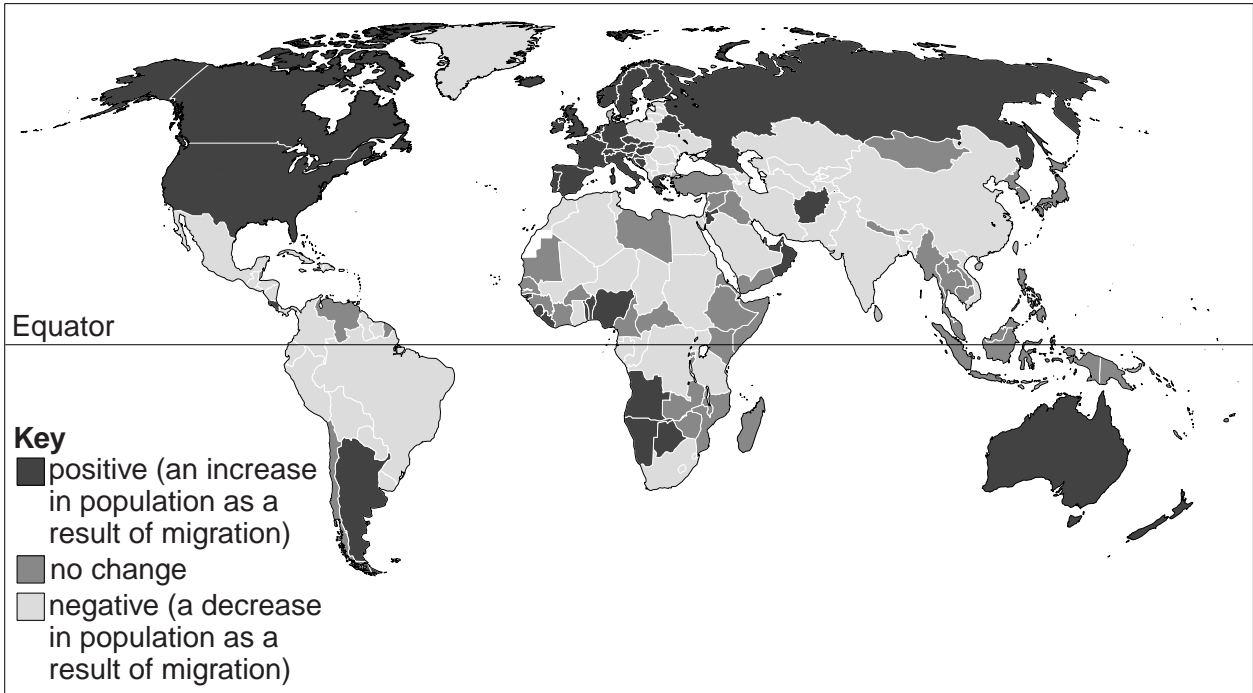 Equator
Key
positive (an increase
in population as a
result of migration)
no change
negative (a decrease
in population as a
result of migration)